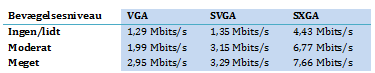 Bevægelsesniveau VGA SVGA SXGA
Ingen/lidt 1,29 Mbits/s 1,35 Mbits/s 4,43 Mbits/s
Moderat 1,99 Mbits/s 3,15 Mbits/s 6,77 Mbits/s
Meget 2,95 Mbits/s 3,29 Mbits/s 7,66 Mbits/s